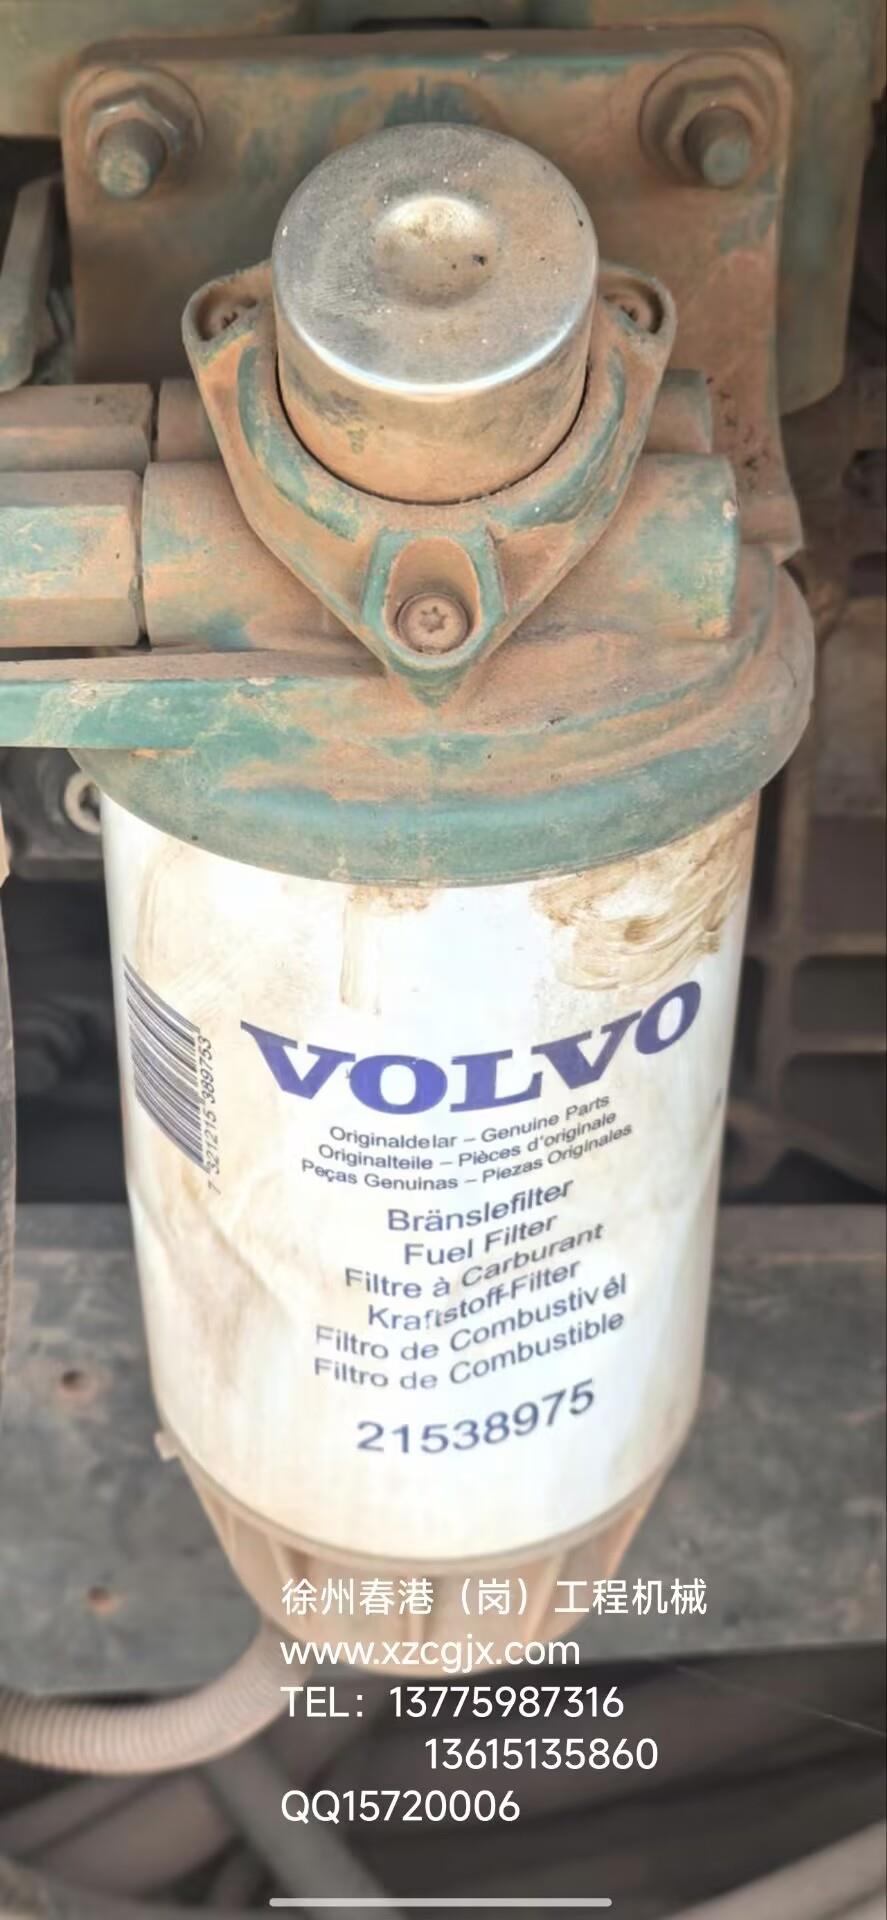 VOLVO
Originaldelar – Genuine Parts
Originalteile – Pièces d'originale
Peças Genuinas – Piezas Originales
Bränslefilter
Fuel Filter
Filtre à Carburant
Kraftstoff-Filter
Filtro de Combustivêl
Filtro de Combustible
21538975
7 321215 389753
徐州春港（岗）工程机械
www.xzcgjx.com
TEL：13775987316
13615135860
QQ15720006